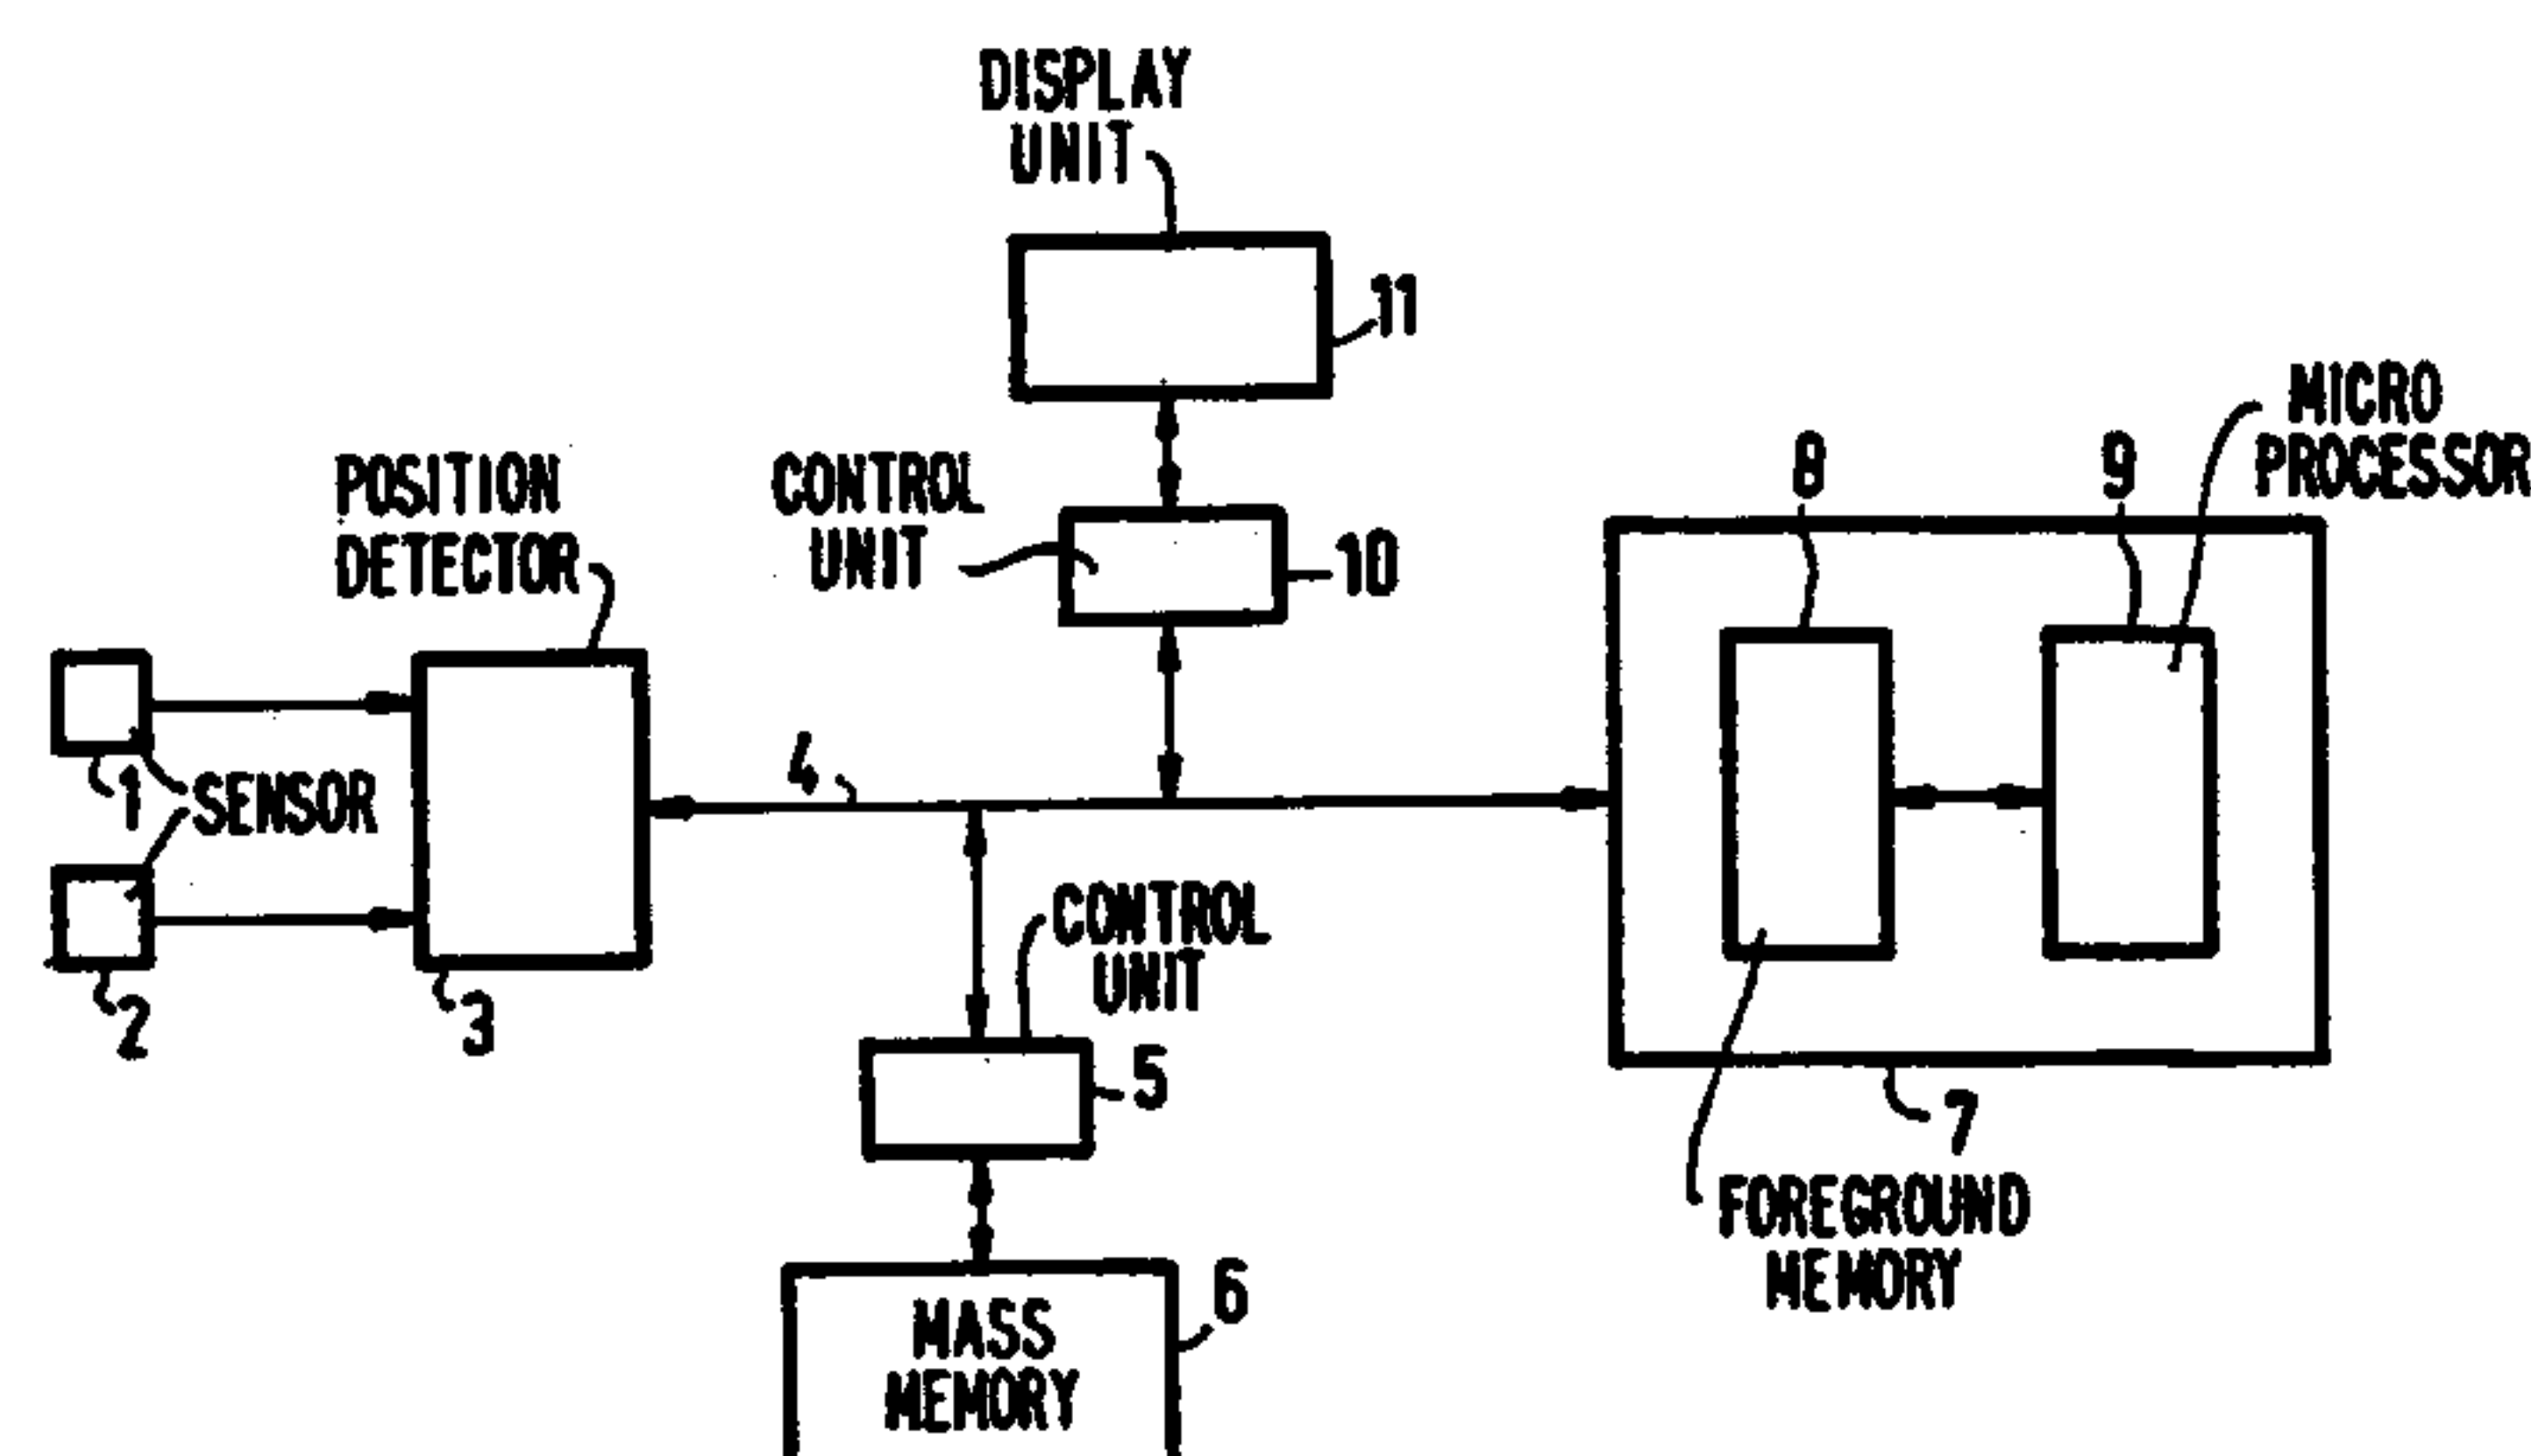 DISPLAY
UNIT
11
MICRO
PROCESSOR
8
9
POSITION
DETECTOR
CONTROL
UNIT
10
4
1
SENSOR
2
3
CONTROL
UNIT
5
7
FOREGROUND
MEMORY
6
MASS
MEMORY